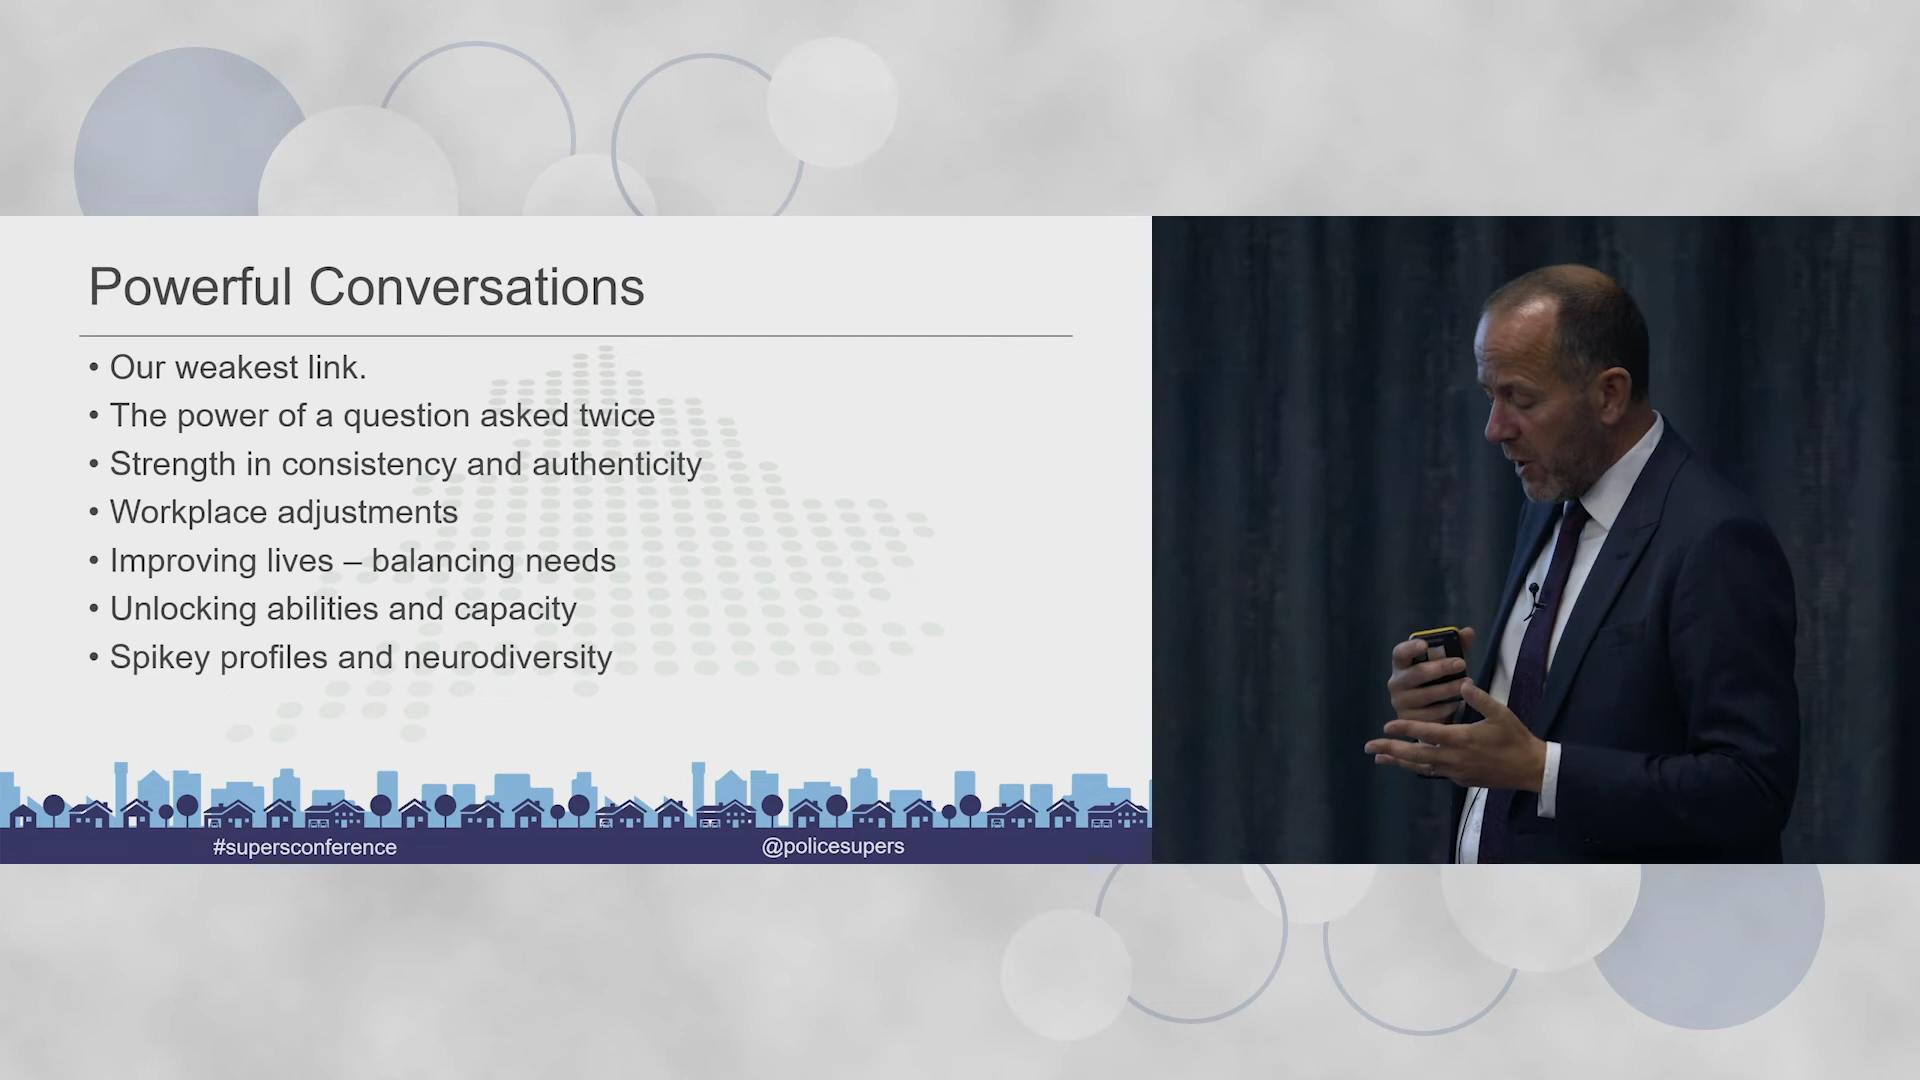 Powerful Conversations
• Our weakest link.
• The power of a question asked twice
• Strength in consistency and authenticity
• Workplace adjustments
• Improving lives – balancing needs
• Unlocking abilities and capacity
• Spikey profiles and neurodiversity
#supersconference
@policesupers